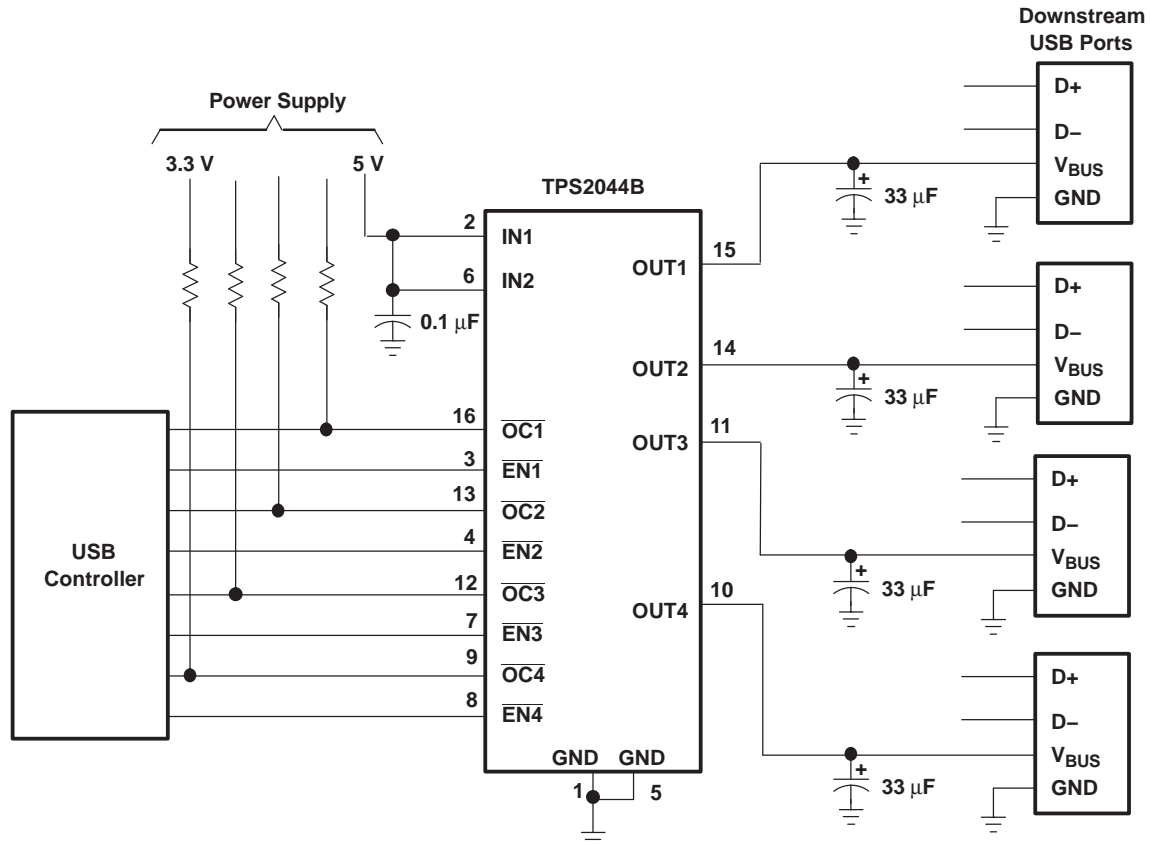 Downstream
USB Ports
Power Supply
3.3 V
5 V
TPS2044B
2
IN1
6
IN2
0.1 μF
16
OC1
3
EN1
13
OC2
4
EN2
12
OC3
7
EN3
9
OC4
8
EN4
USB
Controller
GND GND
1
5
15
OUT1
14
OUT2
11
OUT3
10
OUT4
+
33 μF
D+
D−
VBUS
GND
+
33 μF
D+
D−
VBUS
GND
+
33 μF
D+
D−
VBUS
GND
+
33 μF
D+
D−
VBUS
GND